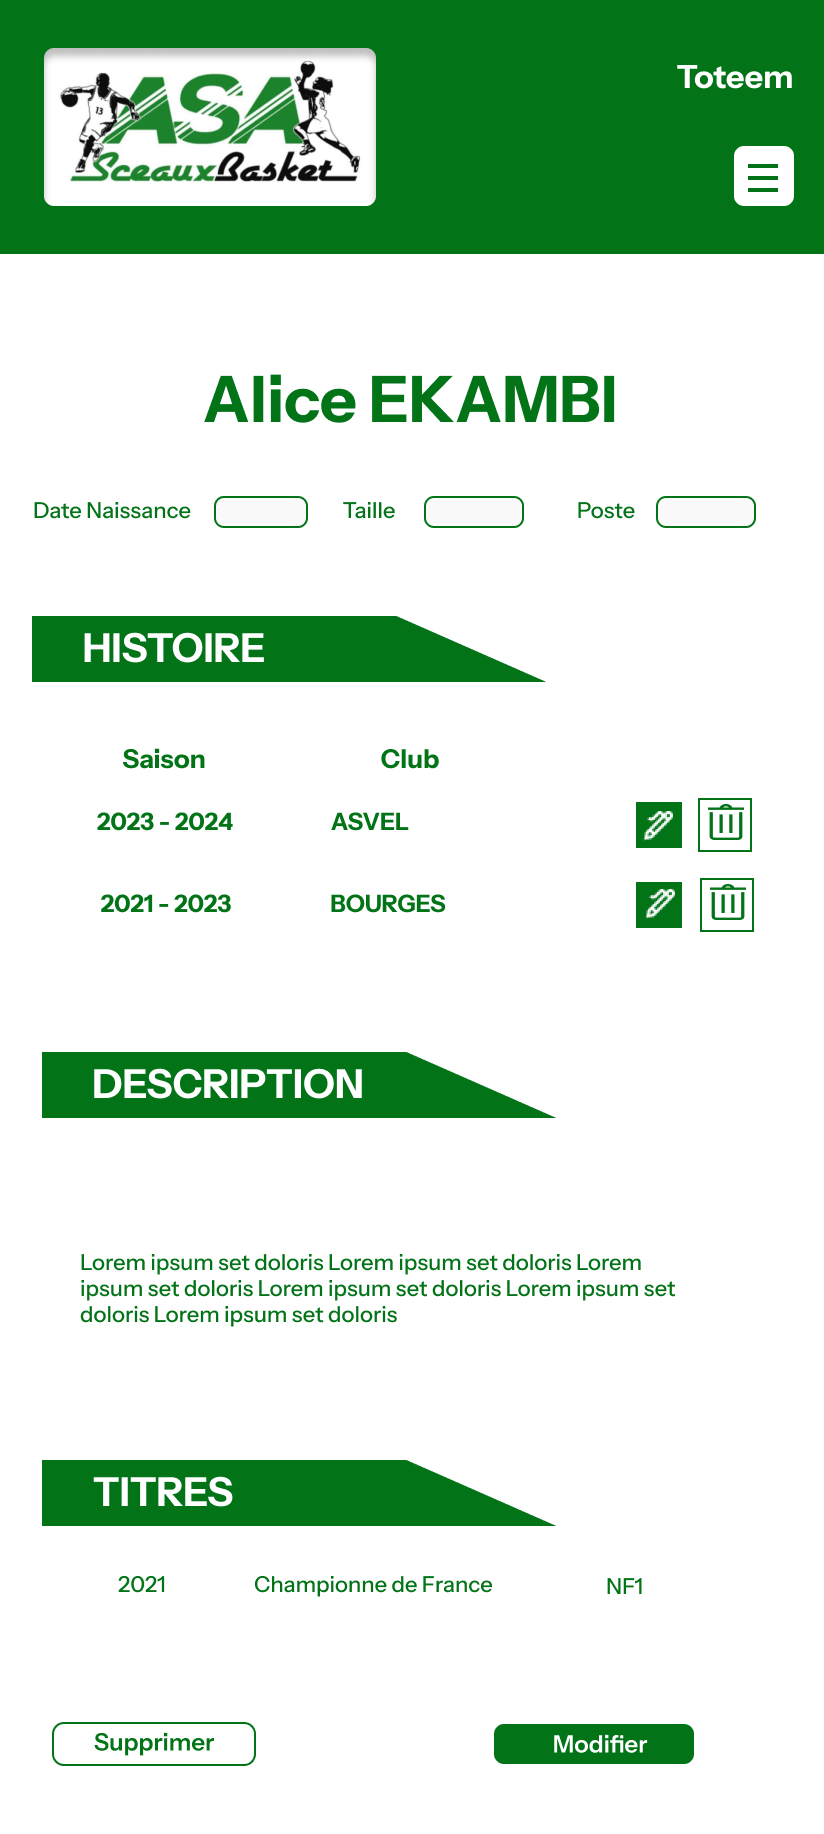 13
ASA
SceauxBasket
Toteem
Alice EKAMBI
Date Naissance Taille Poste
HISTOIRE
Saison Club
2023 - 2024 ASVEL
2021 - 2023 BOURGES
DESCRIPTION
Lorem ipsum set doloris Lorem ipsum set doloris Lorem
ipsum set doloris Lorem ipsum set doloris Lorem ipsum set
doloris Lorem ipsum set doloris
TITRES
2021 Championne de France NF1
Supprimer Modifier